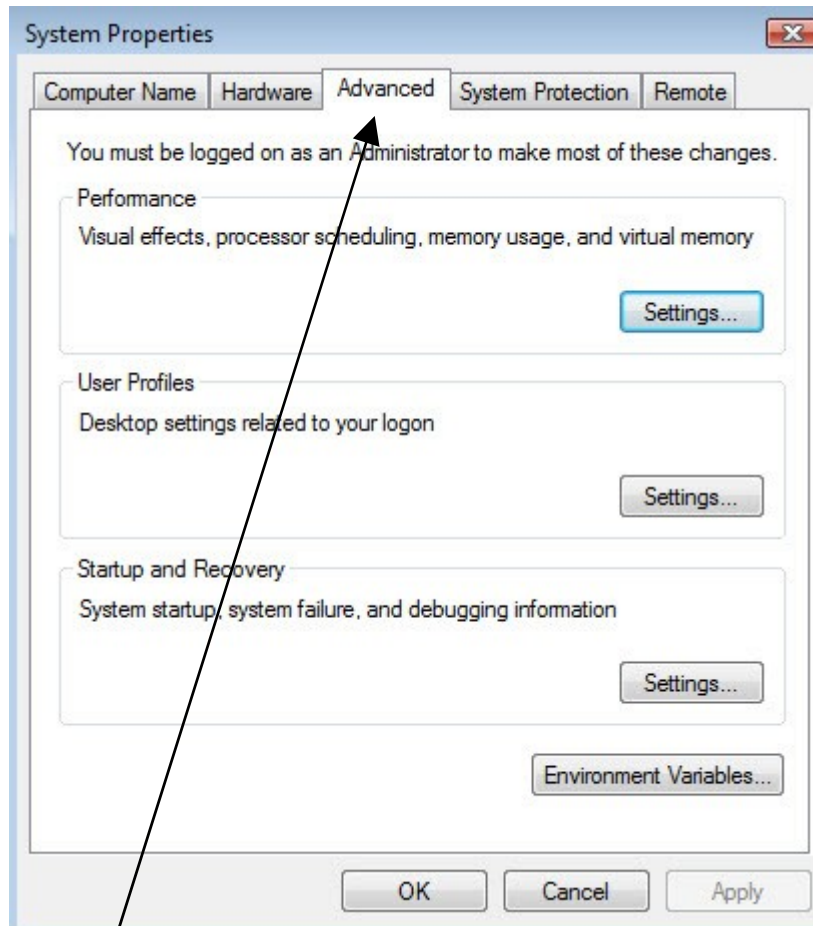 System Properties
Computer Name Hardware Advanced System Protection Remote
You must be logged on as an Administrator to make most of these changes.
Performance
Visual effects, processor scheduling, memory usage, and virtual memory
Settings...
User Profiles
Desktop settings related to your logon
Settings...
Startup and Recovery
System startup, system failure, and debugging information
Settings...
Environment Variables...
OK Cancel Apply